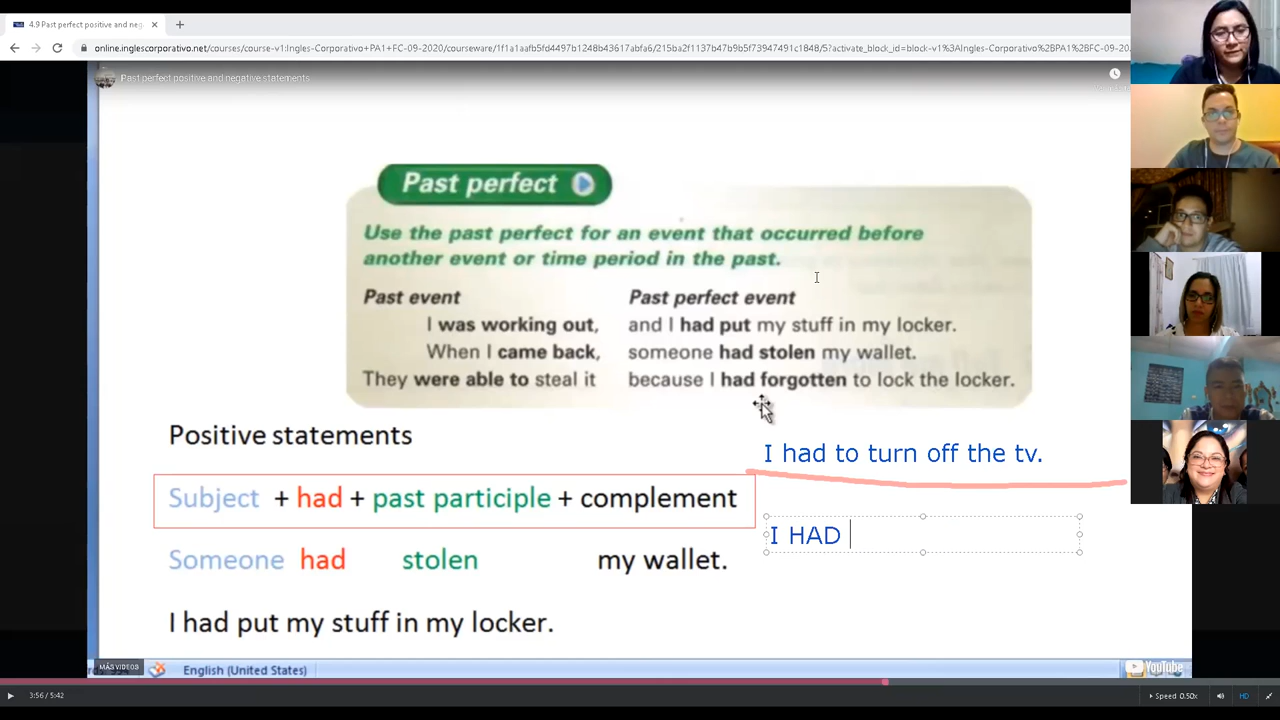 4.9 Past perfect positive and neg
online.inglescorporativo.net/courses/course-v1:Ingles-Corporativo+PA1+FC-09-2020/courseware/1f1a1aafb5fd4497b1248b43617abfa6/215ba2f1137b47b9b5f73947491c184B/5?activate_block_id=block-v1%3AIngles-Corporativo%2BPA1%2BFC-09-20...
Past perfect positive and negative statements
Past perfect
Use the past perfect for an event that occurred before
another event or time period in the past.
Past event Past perfect event
I was working out, and I had put my stuff in my locker.
When I came back, someone had stolen my wallet.
They were able to steal it because I had forgotten to lock the locker.
Positive statements
I had to turn off the tv.
Subject + had + past participle + complement
I HAD
Someone had stolen my wallet.
I had put my stuff in my locker.
MÁS VIDEOS
English (United States)
YouTube
3:56 / 5:42
Speed 0.50x
HD